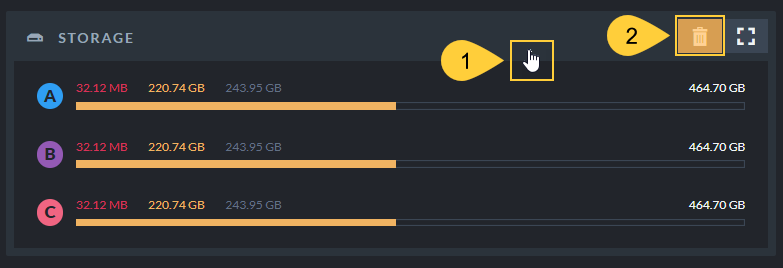 STORAGE
1
2
A 32.12 MB 220.74 GB 243.95 GB 464.70 GB
B 32.12 MB 220.74 GB 243.95 GB 464.70 GB
C 32.12 MB 220.74 GB 243.95 GB 464.70 GB